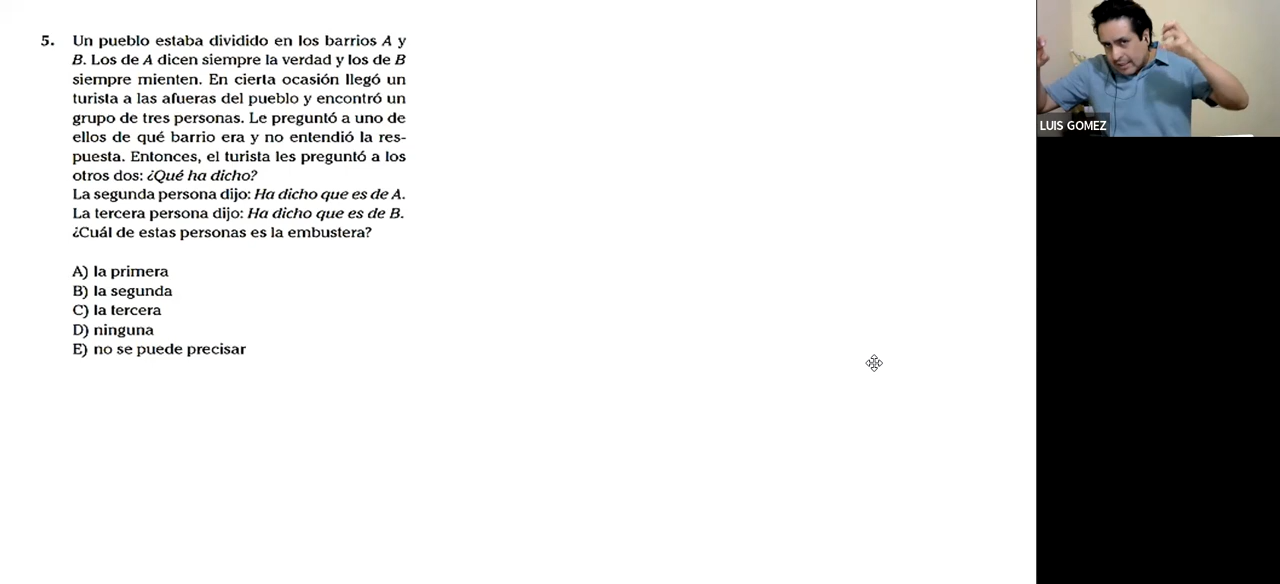 5. Un pueblo estaba dividido en los barrios A y
B. Los de A dicen siempre la verdad y los de B
siempre mienten. En cierta ocasión llegó un
turista a las afueras del pueblo y encontró un
grupo de tres personas. Le preguntó a uno de
ellos de qué barrio era y no entendió la res-
puesta. Entonces, el turista les preguntó a los
otros dos: ¿Qué ha dicho?
La segunda persona dijo: Ha dicho que es de A.
La tercera persona dijo: Ha dicho que es de B.
¿Cuál de estas personas es la embustera?
A) la primera
B) la segunda
C) la tercera
D) ninguna
E) no se puede precisar
LUIS GOMEZ